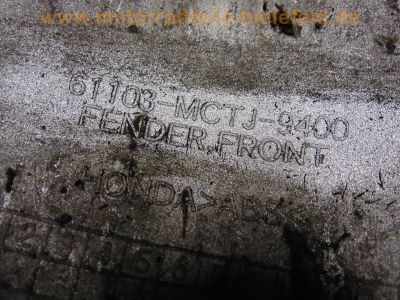 www.motorradteile-bielefeld.de
61103-MCTJ-9400
FENDER,FRONT
HONDA >ABS<